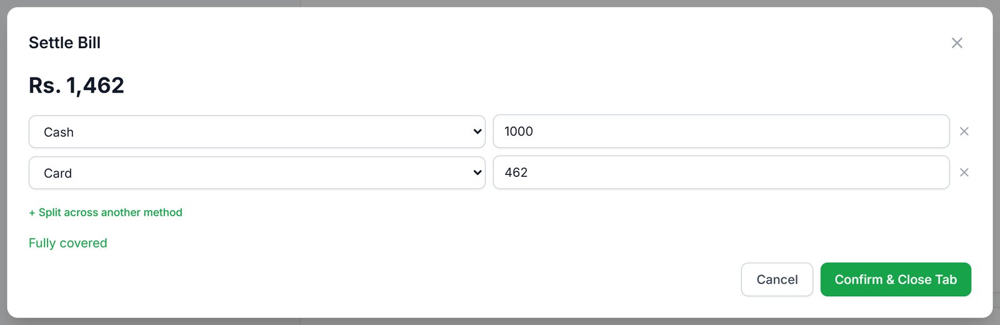 Settle Bill
Rs. 1,462
Cash 1000
Card 462
+ Split across another method
Fully covered
Cancel Confirm & Close Tab